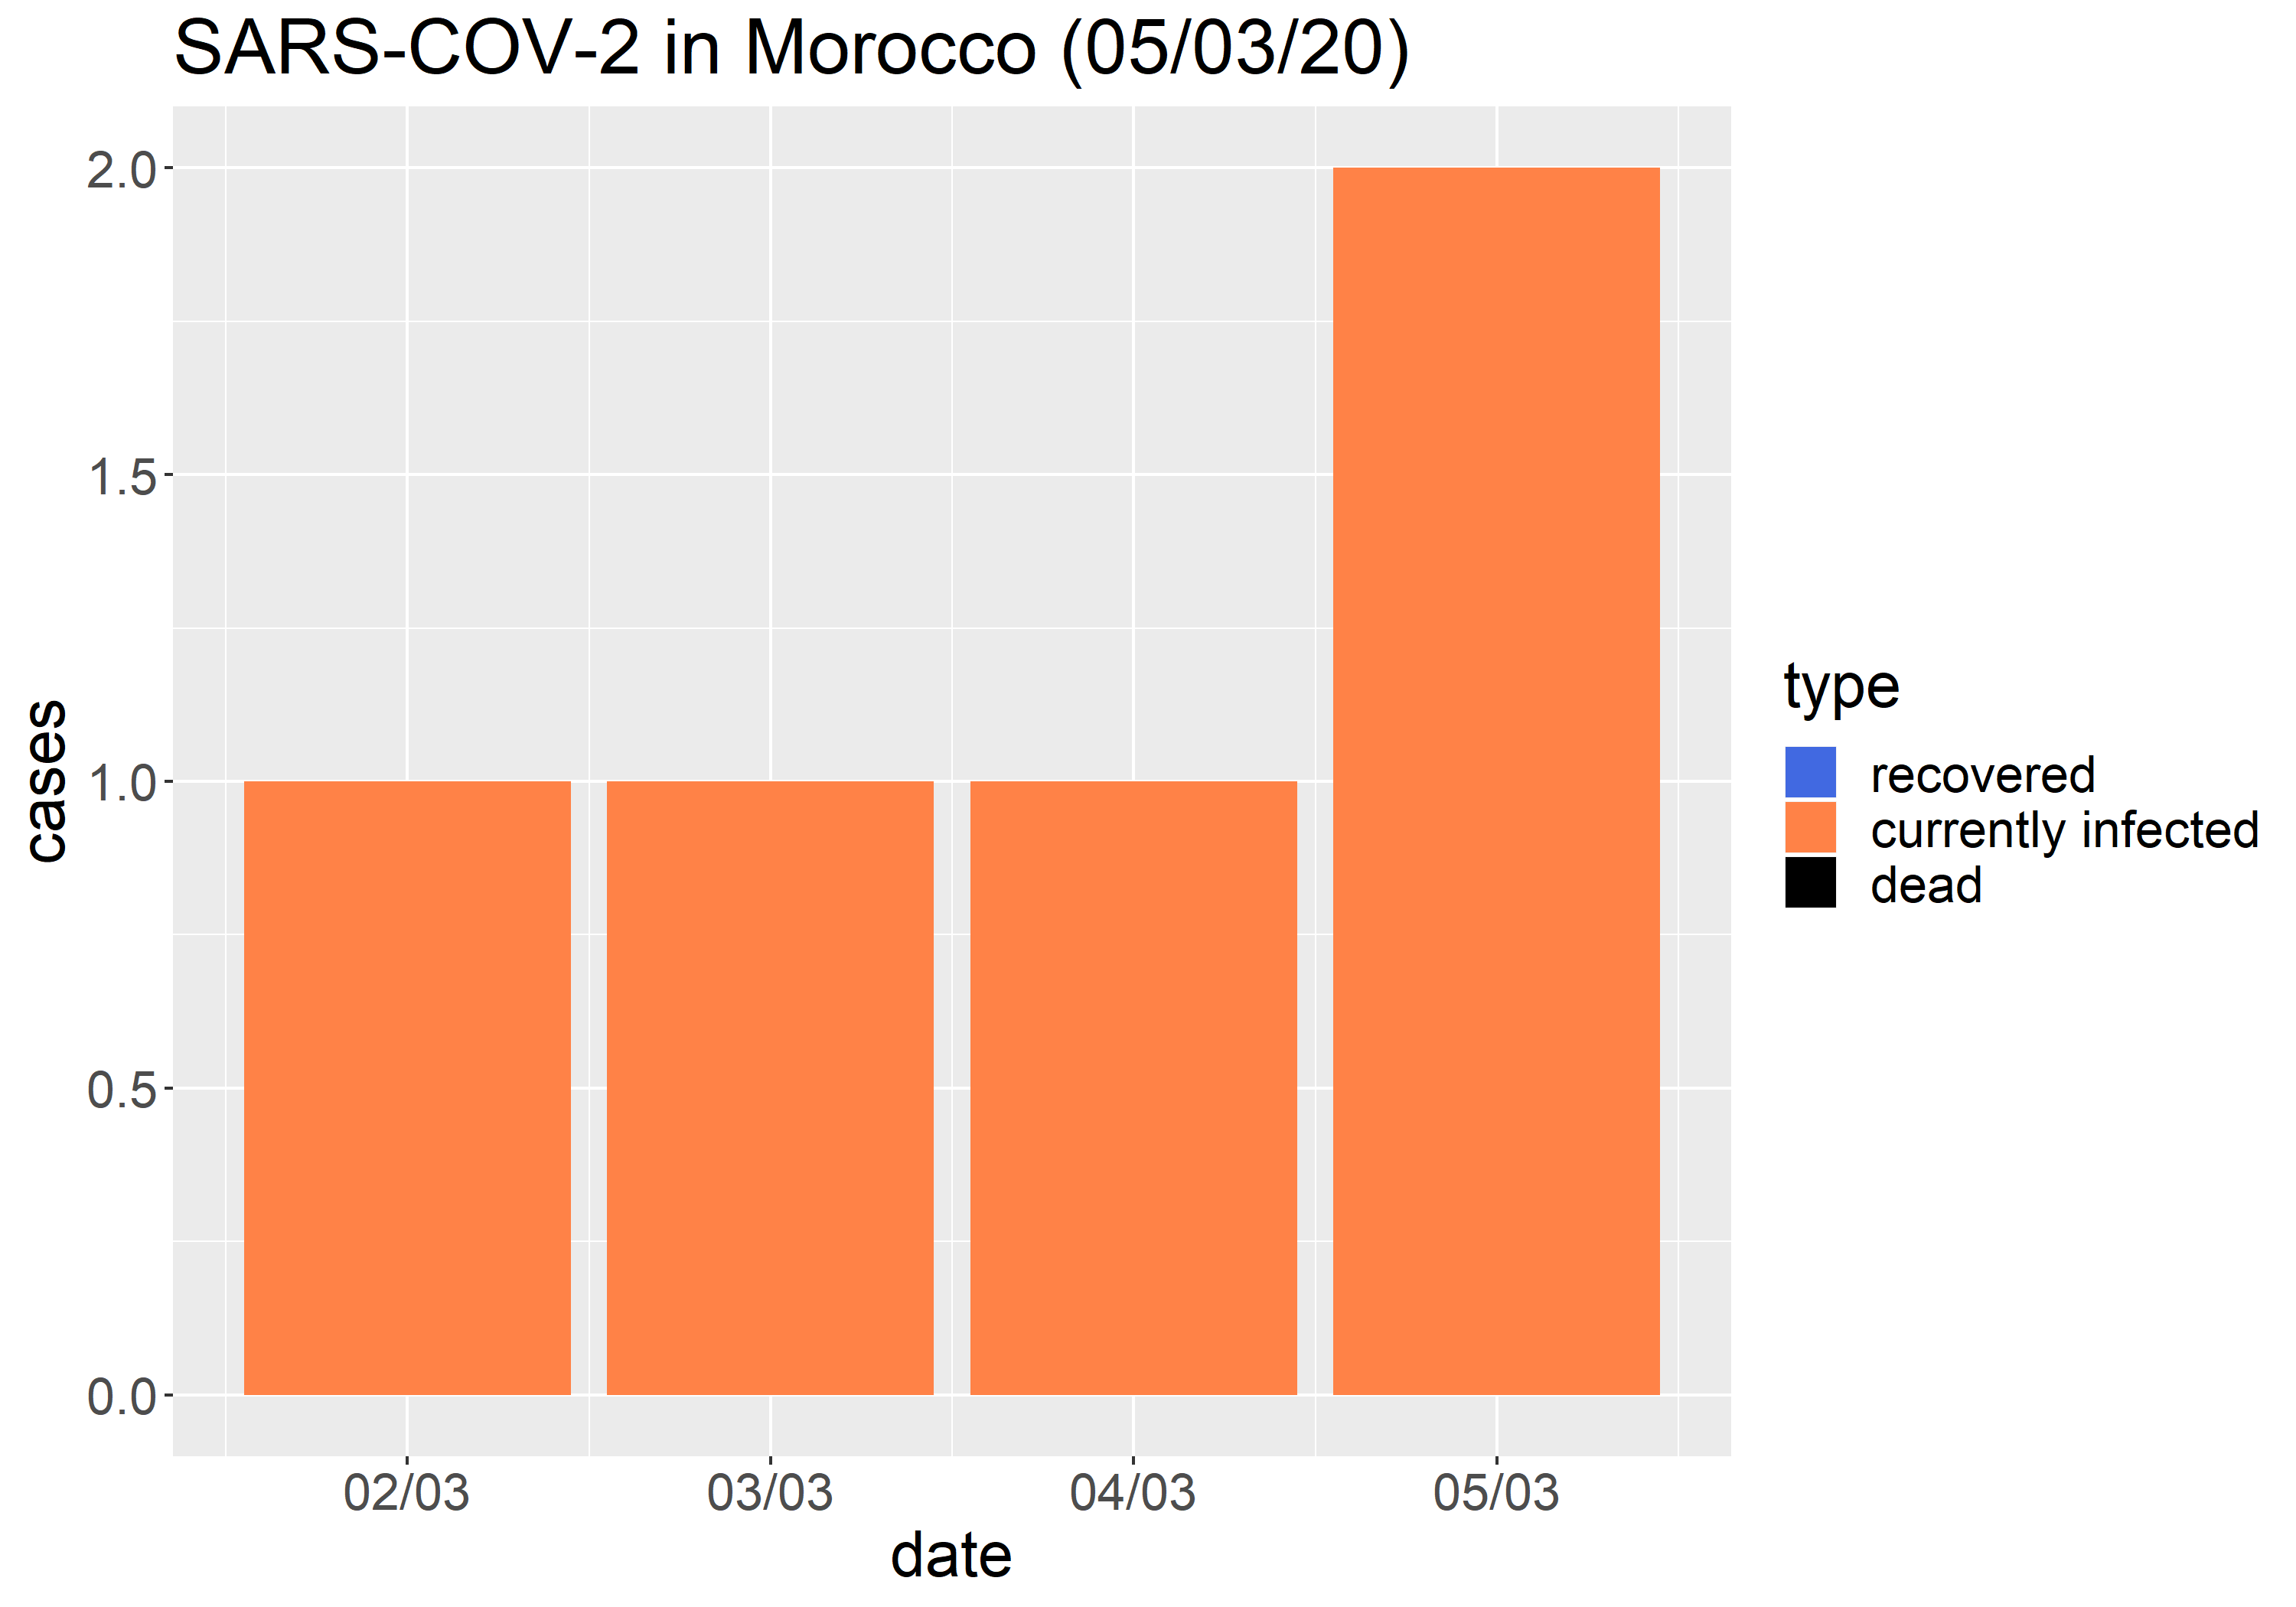 SARS-COV-2 in Morocco (05/03/20)
2.0
1.5
1.0
0.5
0.0
cases
02/03 03/03 04/03 05/03
date
type
recovered
currently infected
dead